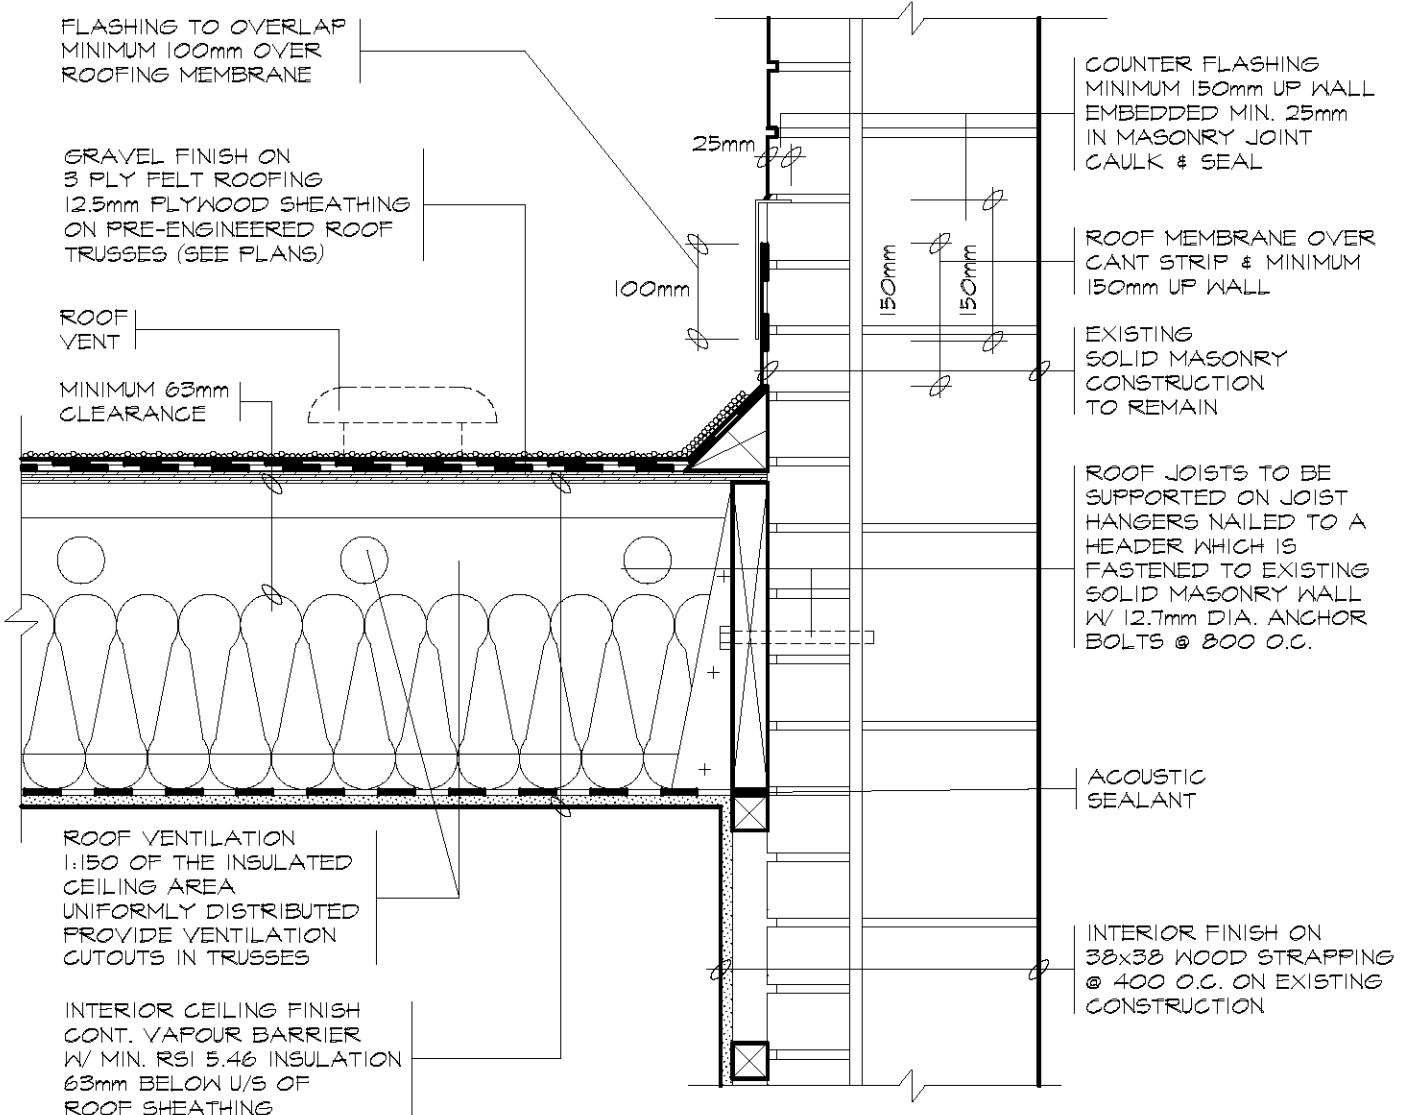 FLASHING TO OVERLAP
MINIMUM 100mm OVER
ROOFING MEMBRANE
GRAVEL FINISH ON
3 PLY FELT ROOFING
12.5mm PLYWOOD SHEATHING
ON PRE-ENGINEERED ROOF
TRUSSES (SEE PLANS)
ROOF
VENT
MINIMUM 63mm
CLEARANCE
25mm
100mm
150mm
150mm
COUNTER FLASHING
MINIMUM 150mm UP WALL
EMBEDDED MIN. 25mm
IN MASONRY JOINT
CAULK & SEAL
ROOF MEMBRANE OVER
CANT STRIP & MINIMUM
150mm UP WALL
EXISTING
SOLID MASONRY
CONSTRUCTION
TO REMAIN
ROOF JOISTS TO BE
SUPPORTED ON JOIST
HANGERS NAILED TO A
HEADER WHICH IS
FASTENED TO EXISTING
SOLID MASONRY WALL
W/ 12.7mm DIA. ANCHOR
BOLTS @ 800 O.C.
ACOUSTIC
SEALANT
ROOF VENTILATION
1:150 OF THE INSULATED
CEILING AREA
UNIFORMLY DISTRIBUTED
PROVIDE VENTILATION
CUTOUTS IN TRUSSES
INTERIOR FINISH ON
38x38 WOOD STRAPPING
@ 400 O.C. ON EXISTING
CONSTRUCTION
INTERIOR CEILING FINISH
CONT. VAPOUR BARRIER
W/ MIN. RSI 5.46 INSULATION
63mm BELOW U/S OF
ROOF SHEATHING